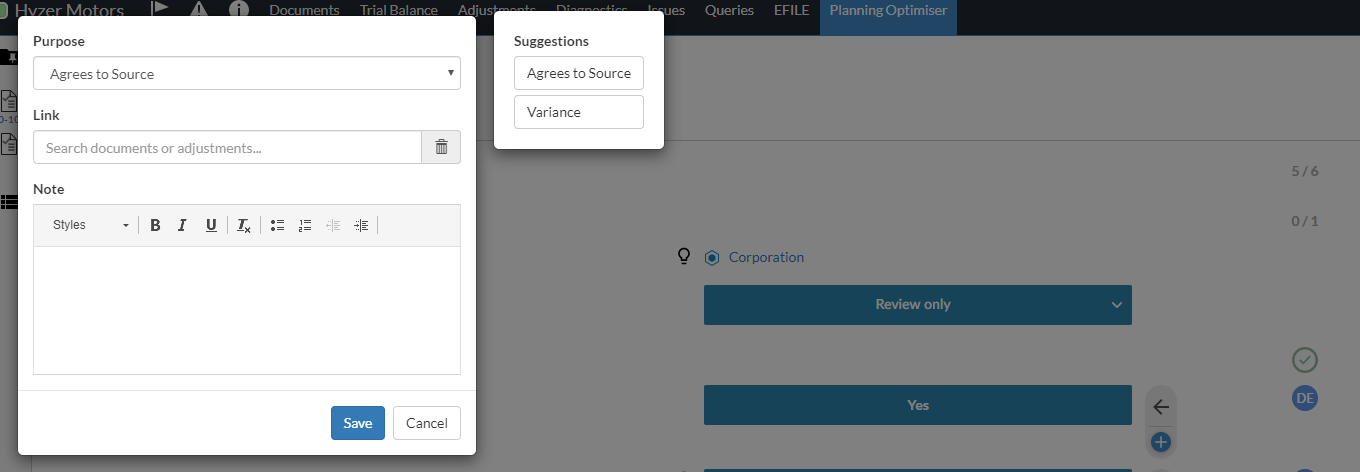 Hyzer Motors
Documents
Trial Balance
Adjustments
Diagnostics
Issues
Queries
EFILE
Planning Optimiser
Purpose
Agrees to Source
Link
Search documents or adjustments...
Note
Styles
B
I
U
Tx
Save
Cancel
Suggestions
Agrees to Source
Variance
5 / 6
0 / 1
Corporation
Review only
Yes
DE